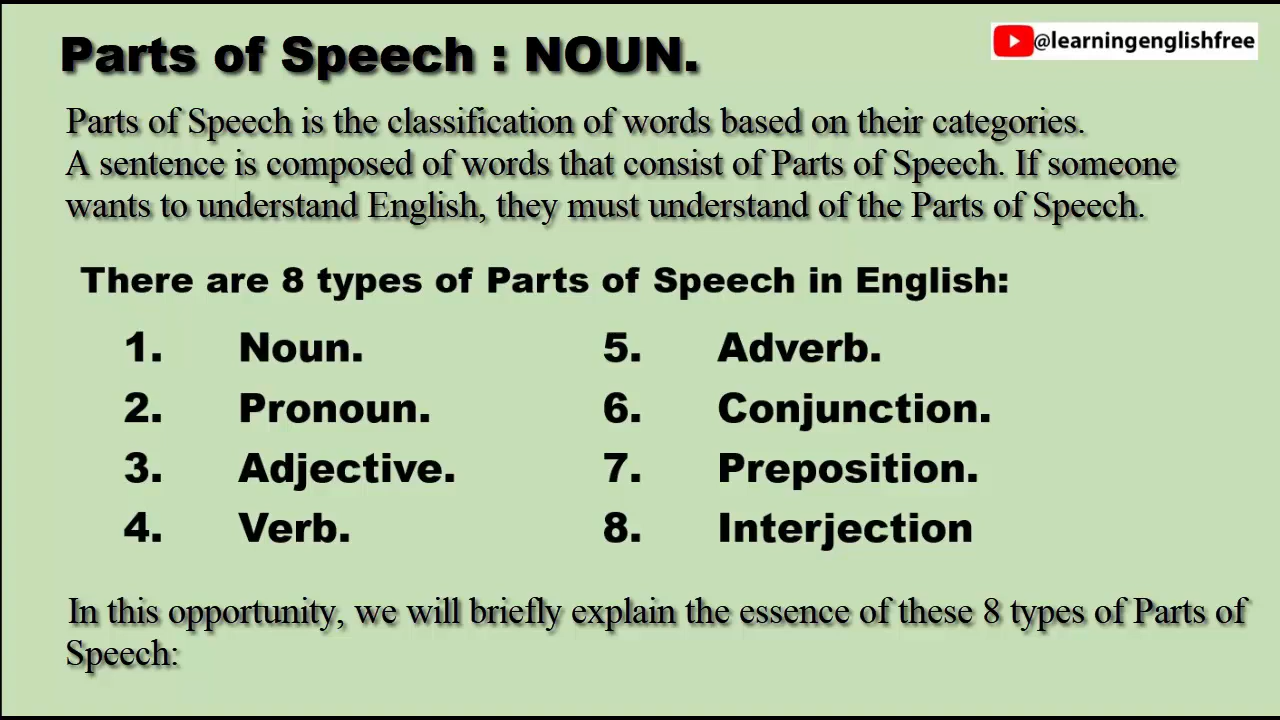 Parts of Speech : NOUN.
@learningenglishfree
Parts of Speech is the classification of words based on their categories.
A sentence is composed of words that consist of Parts of Speech. If someone
wants to understand English, they must understand of the Parts of Speech.
There are 8 types of Parts of Speech in English:
1. Noun.
2. Pronoun.
3. Adjective.
4. Verb.
5. Adverb.
6. Conjunction.
7. Preposition.
8. Interjection
In this opportunity, we will briefly explain the essence of these 8 types of Parts of
Speech: